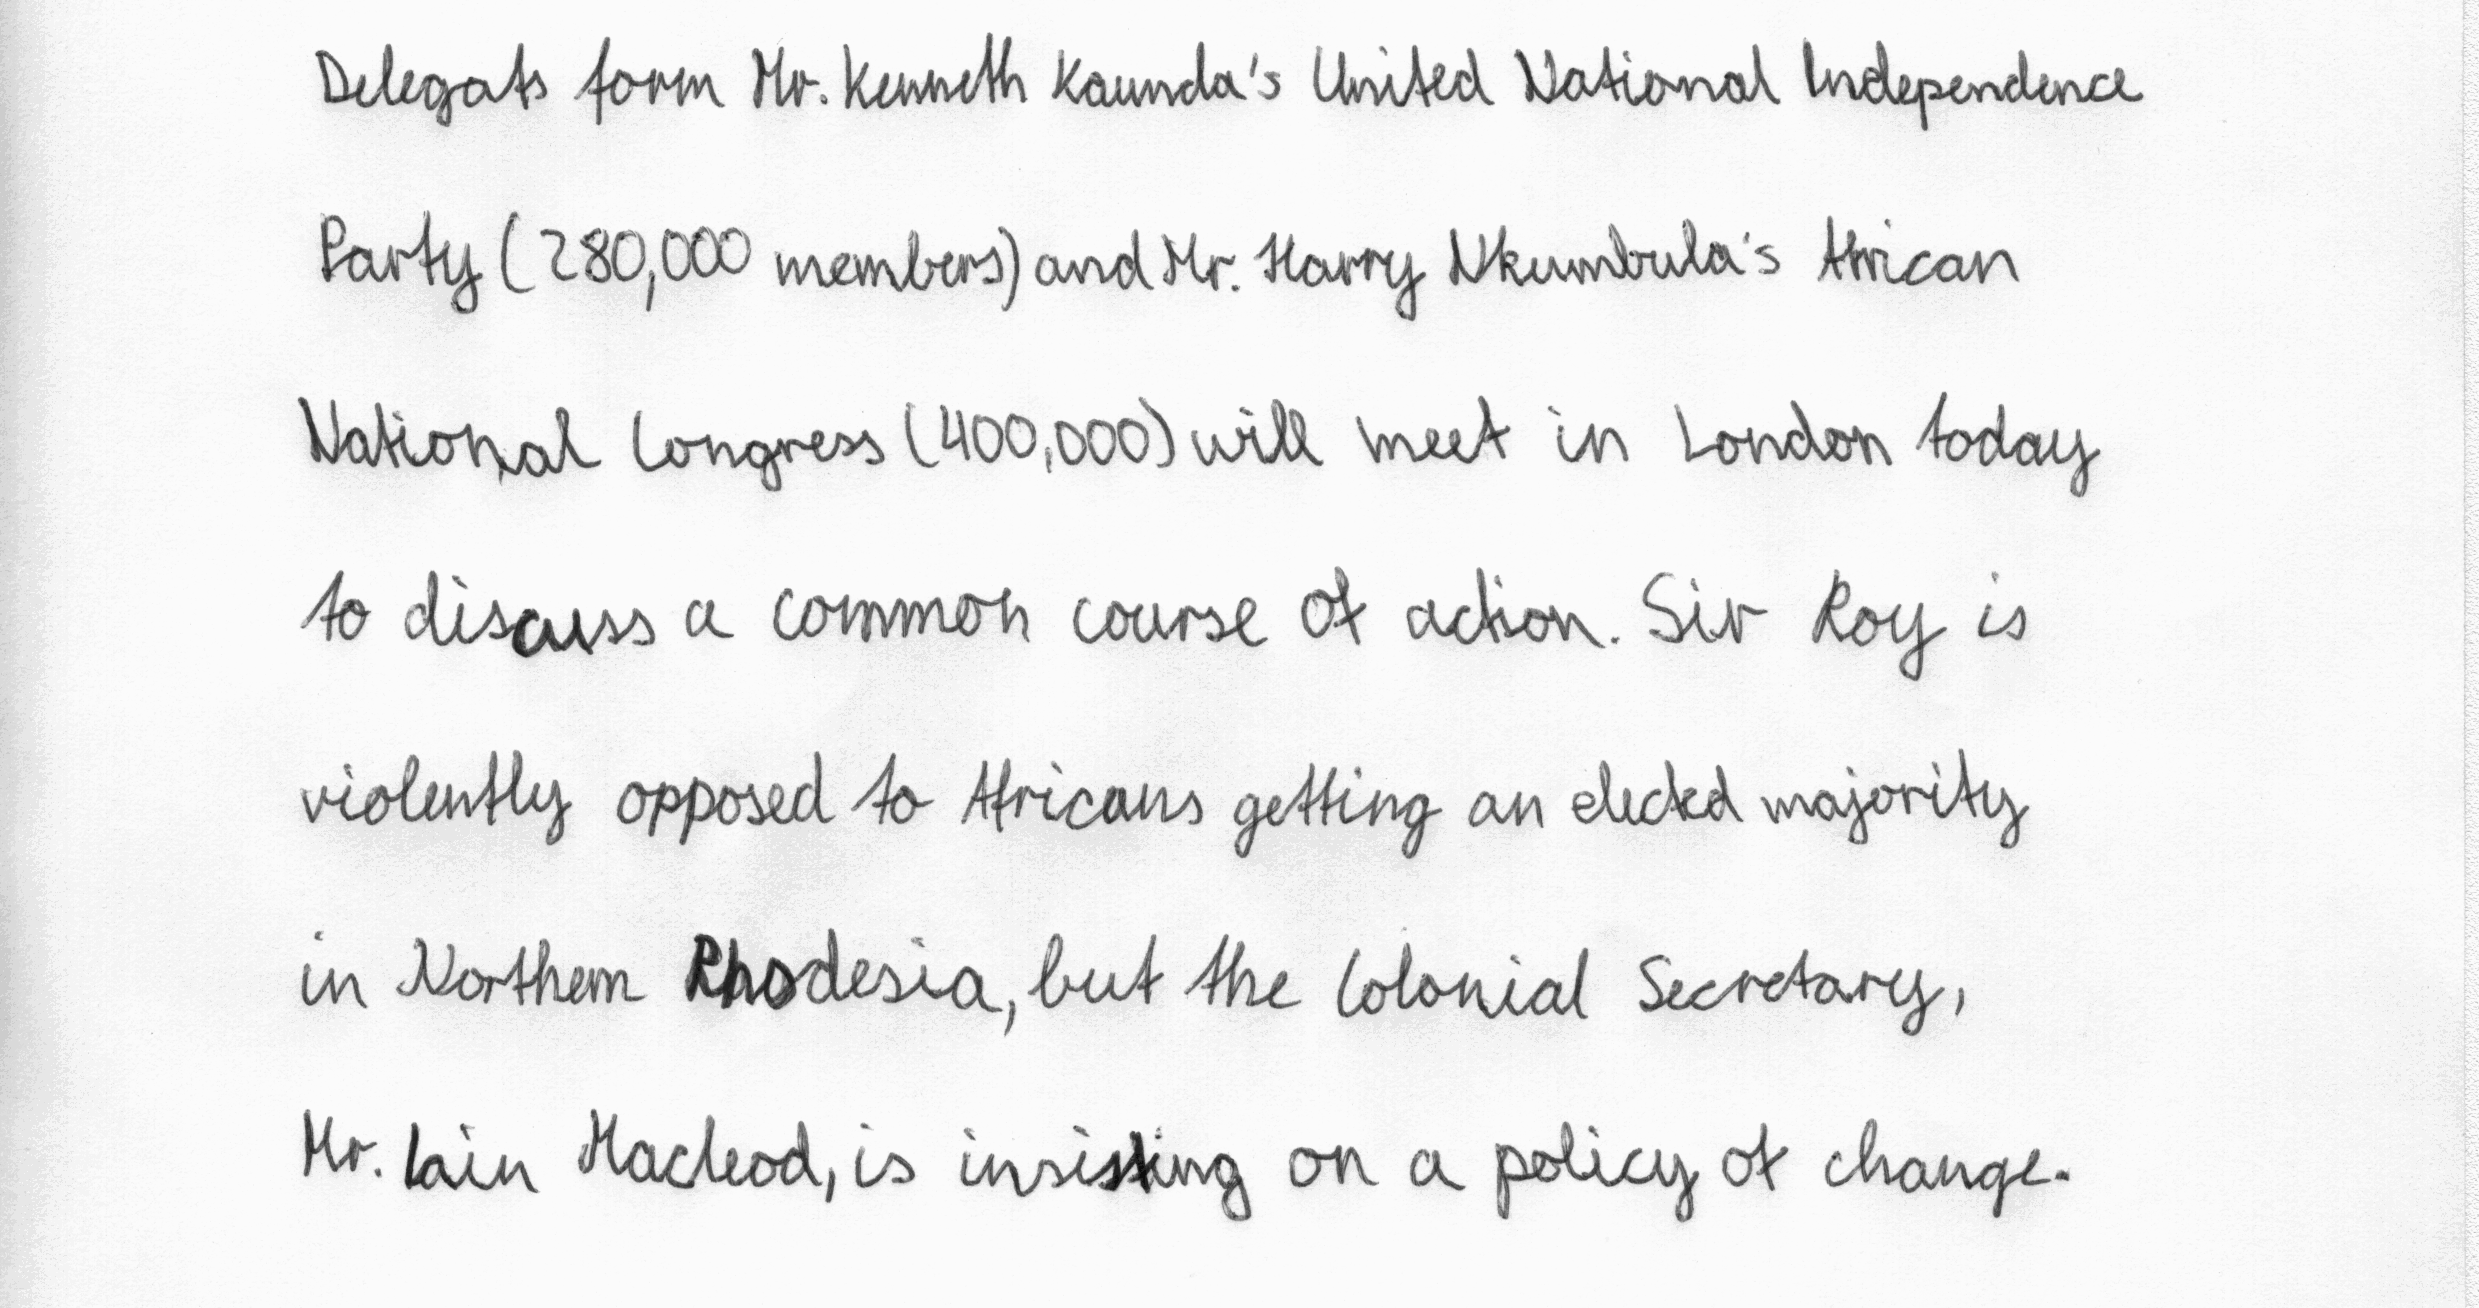 Delegats form Mr. Kenneth Kaunda's United National Independence
Party (280,000 members) and Mr. Harry Nkumbula's African
National Congress (400,000) will meet in London today
to discuss a common course of action. Sir Roy is
violently opposed to Africans getting an elected majority
in Northern Rhodesia, but the Colonial Secretary,
Mr. Iain Macleod, is insisting on a policy of change.